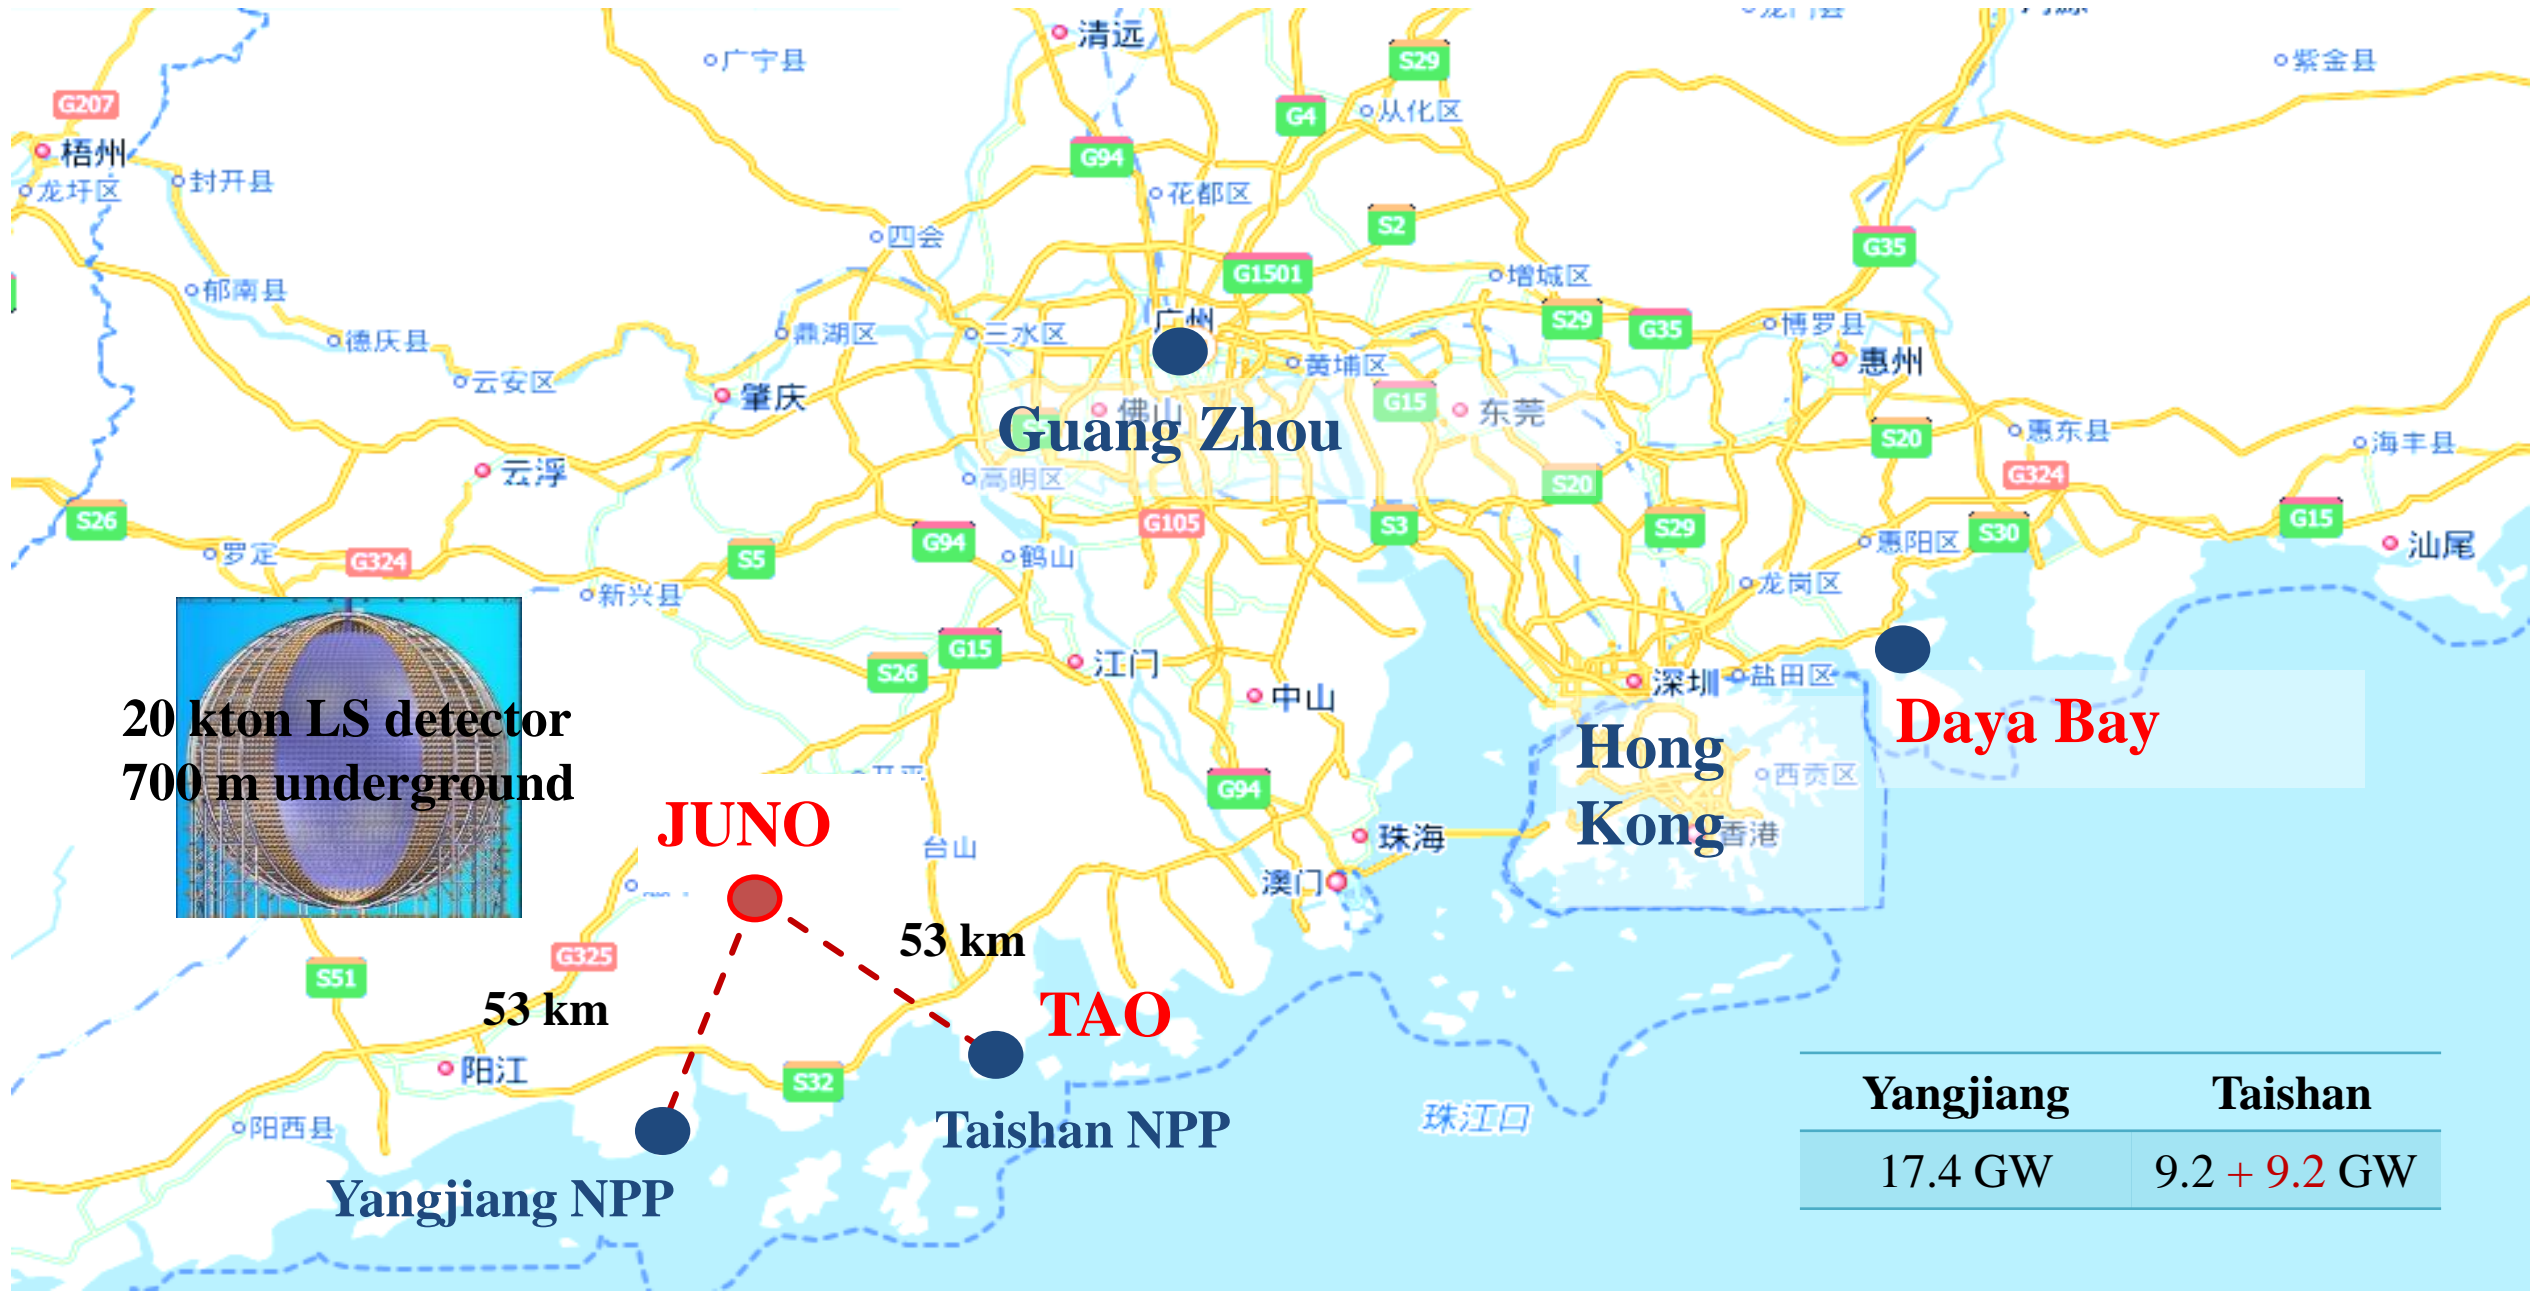 清远
广宁县
S29
紫金县
G207
G4
从化区
梧州
G94
龙圩区
封开县
花都区
S2
四会
G35
G1501
增城区
郁南县
广州
S29
G35
博罗县
德庆县
鼎湖区
三水区
黄埔区
惠州
云安区
肇庆
佛山
G15
东莞
Guang Zhou
S20
惠东县
海丰县
云浮
高明区
S20
G324
S26
G94
G105
S3
S29
惠阳区
S30
G15
汕尾
罗定
G324
S5
鹤山
新兴县
龙岗区
S26
G15
江门
深圳
盐田区
中山
20 kton LS detector
700 m underground
Daya Bay
Hong
Kong
西贡区
香港
G94
JUNO
台山
珠海
澳门
53 km
G325
S51
53 km
TAO
阳江
S32
阳西县
Taishan NPP
珠江口
Yangjiang NPP
Yangjiang Taishan
17.4 GW 9.2 + 9.2 GW